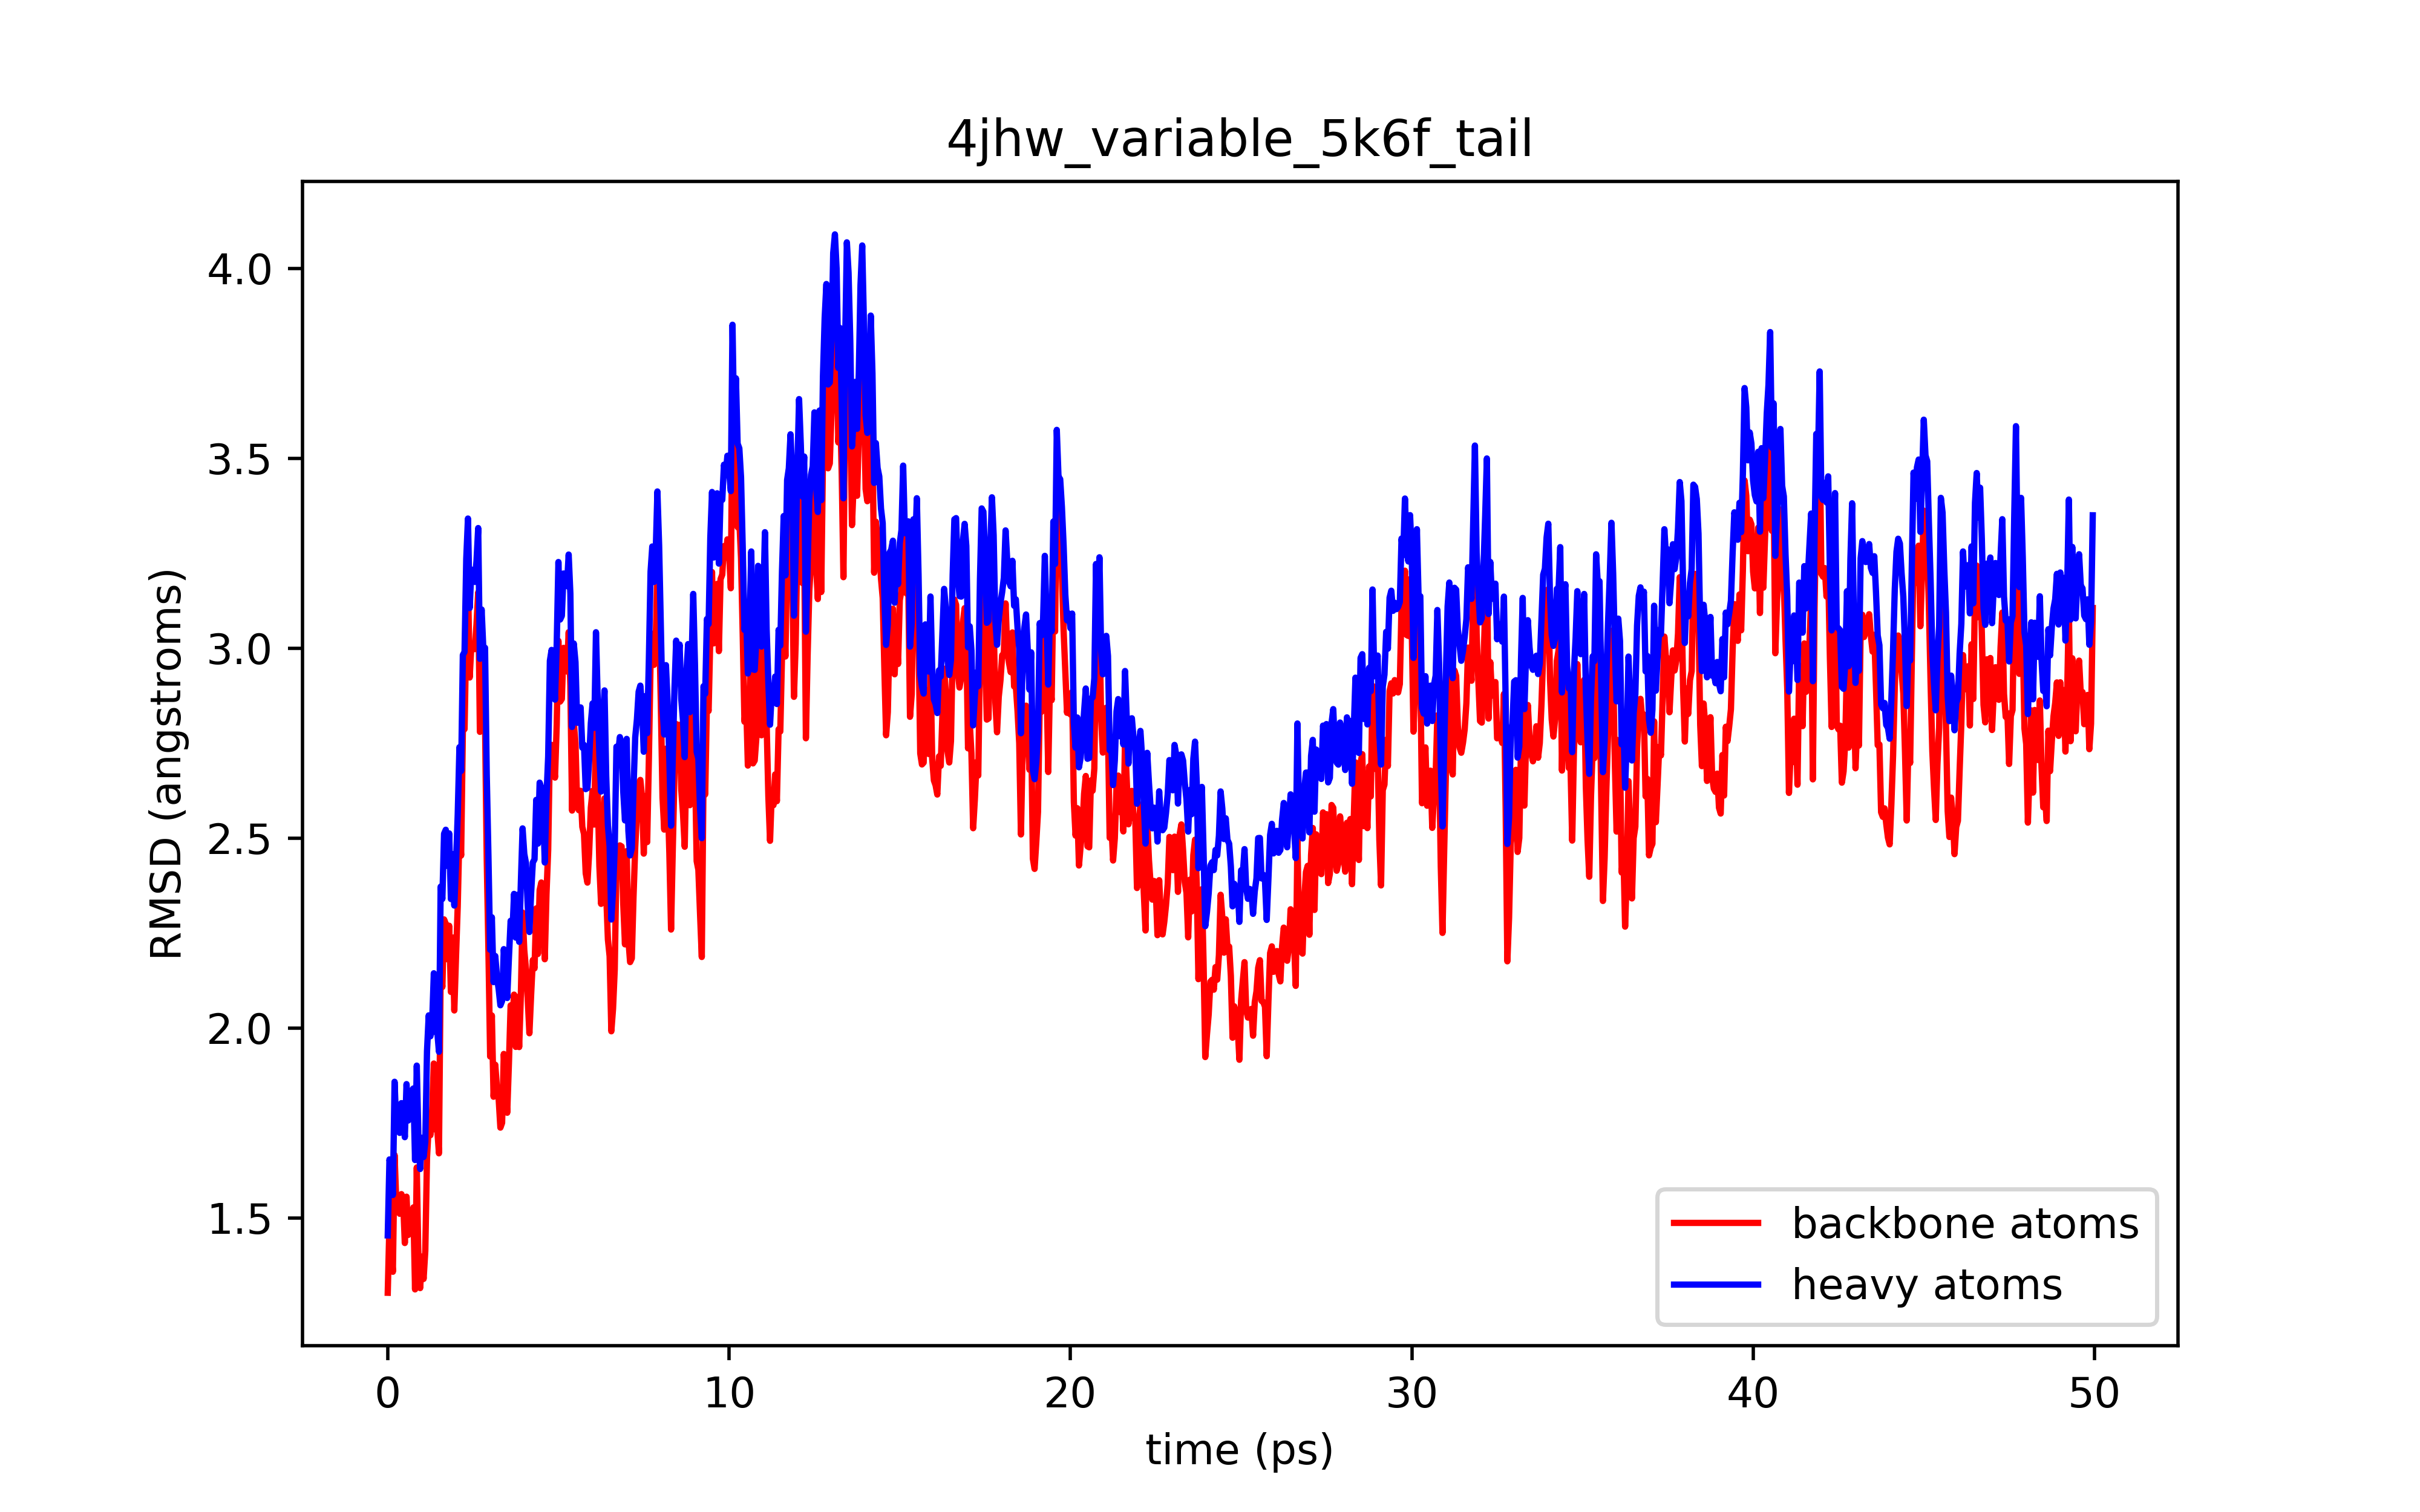 4jhw_variable_5k6f_tail
RMSD (angstroms)
4.0
3.5
3.0
2.5
2.0
1.5
0 10 20 30 40 50
time (ps)
backbone atoms
heavy atoms